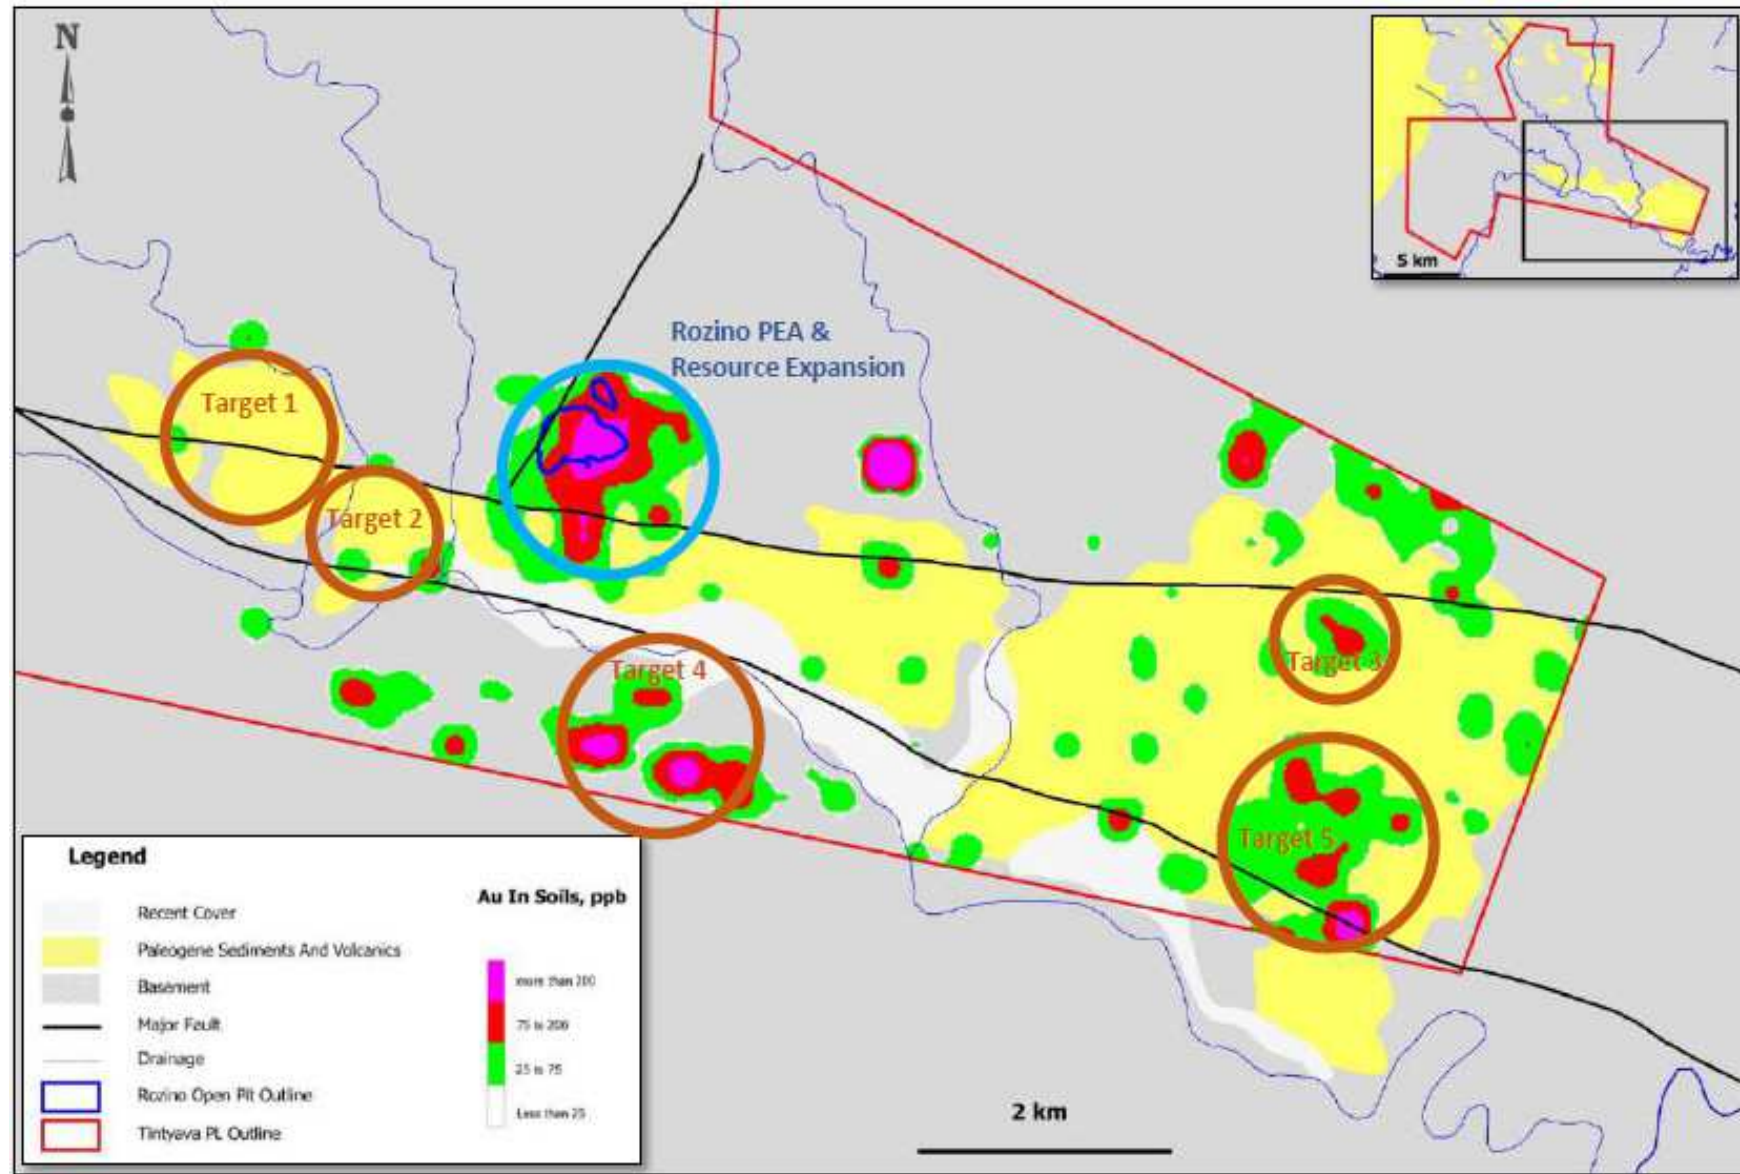 N
5 km
Rozino PEA &
Resource Expansion
Target 1
Target 2
Target 3
Target 4
Target 5
Legend
Recent Cover
Paleogene Sediments And Volcanics
Basement
Major Fault
Drainage
Rozino Open Pit Outline
Tintyava PL Outline
Au In Soils, ppb
more than 200
75 to 200
25 to 75
Less than 25
2 km